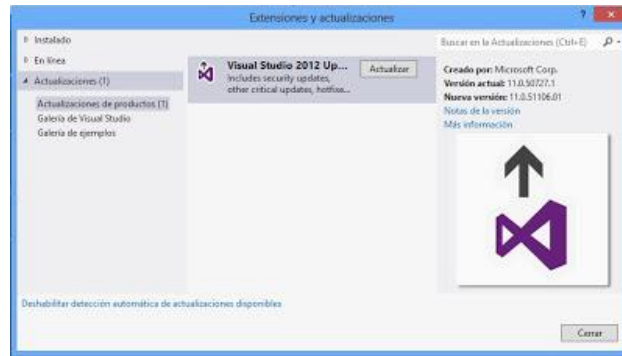 Extensiones y actualizaciones
Instalado
En línea
Actualizaciones (1)
Actualizaciones de productos (1)
Galería de Visual Studio
Galería de ejemplos
Visual Studio 2012 Up...
Includes security updates,
other critical updates, hotfixe...
Actualizar
Buscar en la Actualizaciones (Ctrl+E)
Creado por: Microsoft Corp.
Versión actual: 11.0.50727.1
Nueva versión: 11.0.51106.01
Notas de la versión
Más información
Deshabilitar detección automática de actualizaciones disponibles
Cerrar